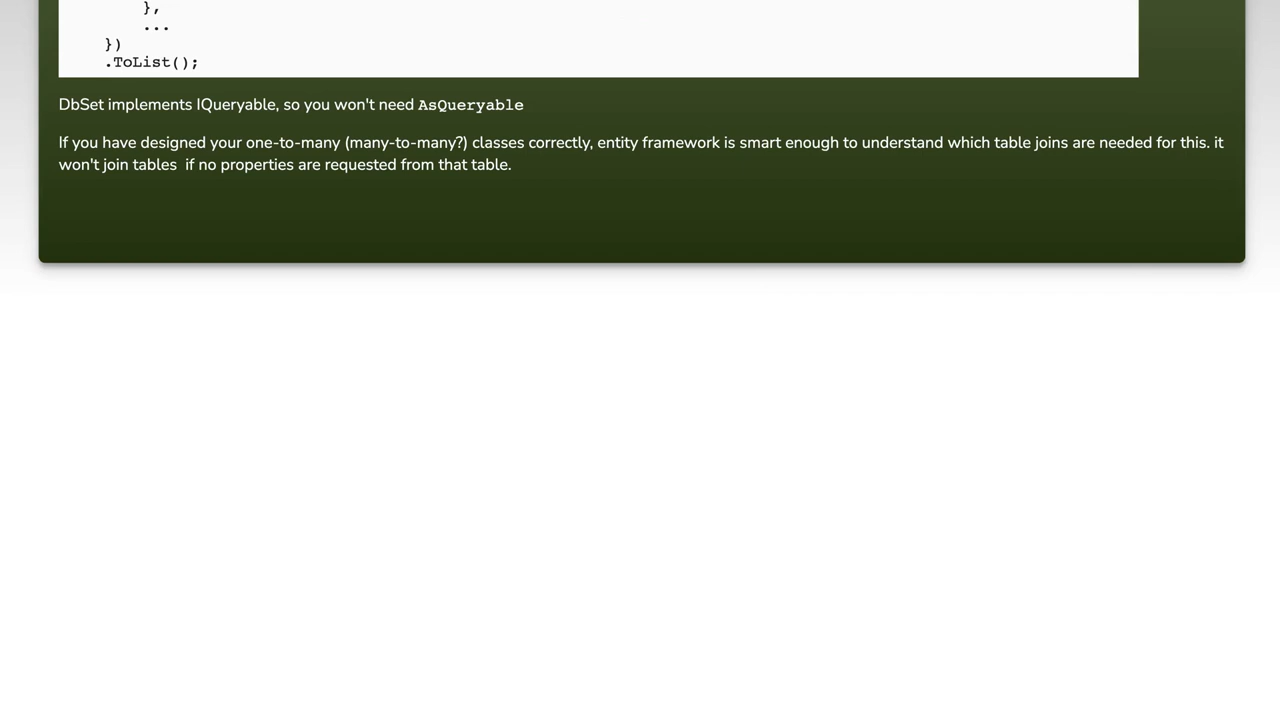 },
...
})
.ToList();
DbSet implements IQueryable, so you won't need AsQueryable
If you have designed your one-to-many (many-to-many?) classes correctly, entity framework is smart enough to understand which table joins are needed for this. it
won't join tables  if no properties are requested from that table.